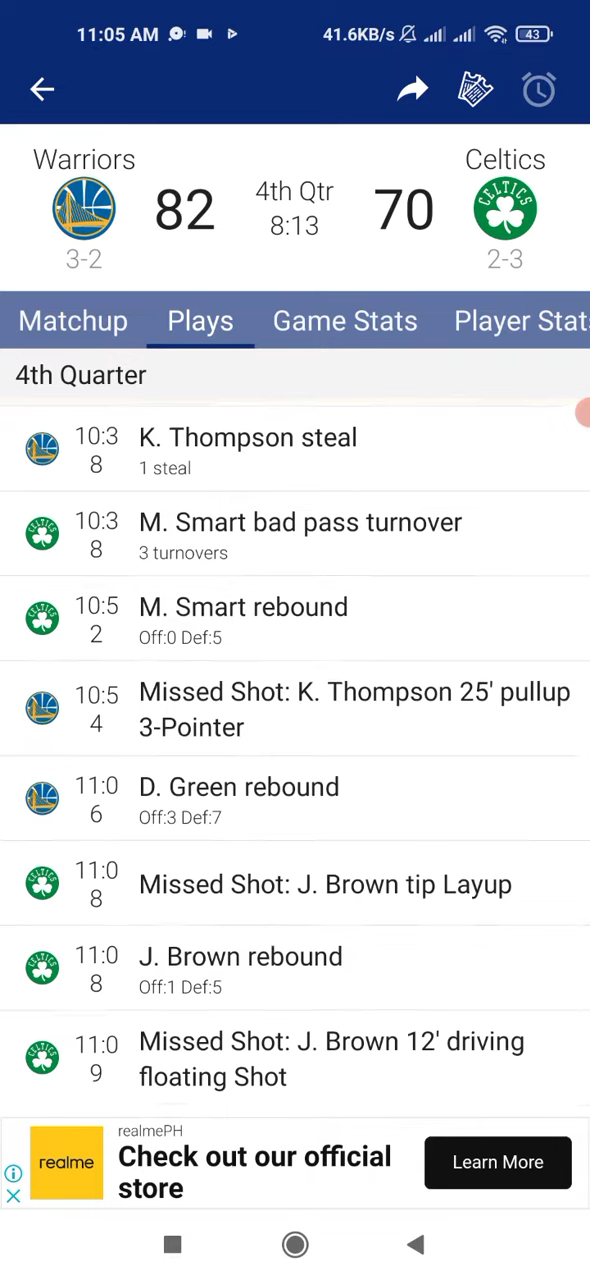 11:05 AM 41.6KB/s 43
Warriors Celtics
82 4th Qtr 70
8:13
3-2 2-3
Matchup Plays Game Stats Player Stat
4th Quarter
10:3 K. Thompson steal
8 1 steal
10:3 M. Smart bad pass turnover
8 3 turnovers
10:5 M. Smart rebound
2 Off:0 Def:5
10:5 Missed Shot: K. Thompson 25' pullup
4 3-Pointer
11:0 D. Green rebound
6 Off:3 Def:7
11:0 Missed Shot: J. Brown tip Layup
8
11:0 J. Brown rebound
8 Off:1 Def:5
11:0 Missed Shot: J. Brown 12' driving
9 floating Shot
realmePH
realme Check out our official
store
Learn More
CELTICS